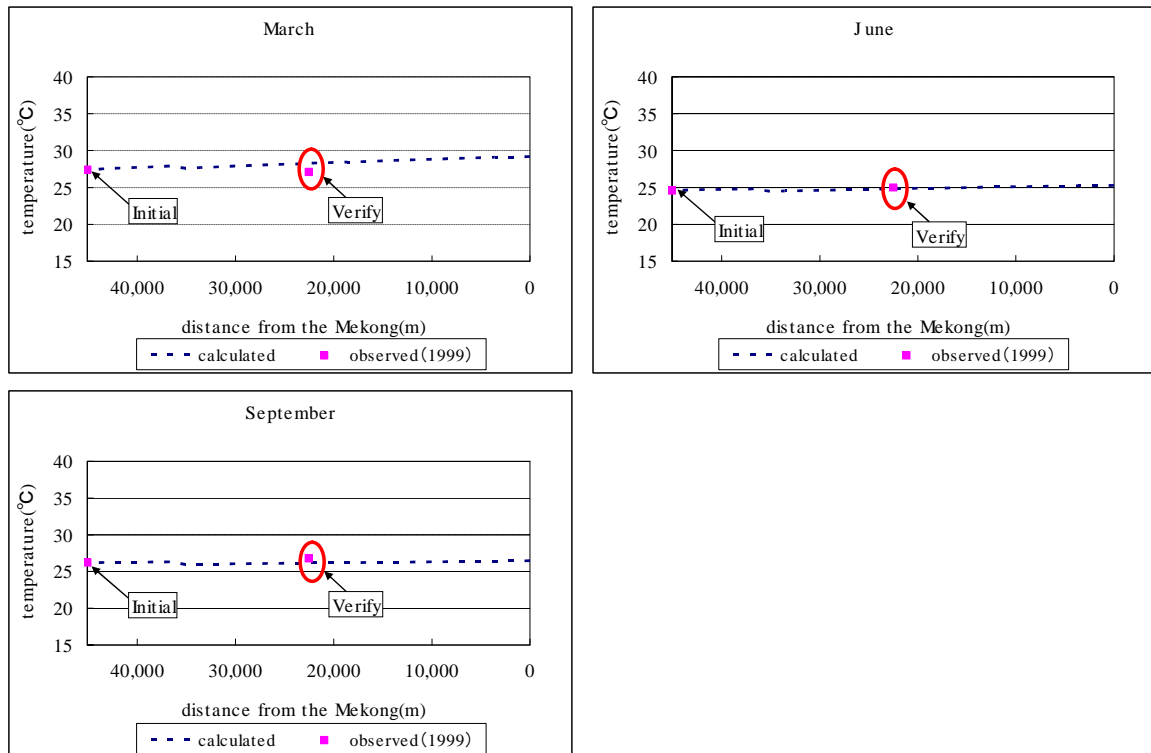 March
temperature(℃)
40
35
30
25
20
15
Initial
Verify
40,000 30,000 20,000 10,000 0
distance from the Mekong(m)
calculated observed(1999)
June
temperature(℃)
40
35
30
25
20
15
Initial
Verify
40,000 30,000 20,000 10,000 0
distance from the Mekong(m)
calculated observed(1999)
September
temperature(℃)
40
35
30
25
20
15
Initial
Verify
40,000 30,000 20,000 10,000 0
distance from the Mekong(m)
calculated observed(1999)